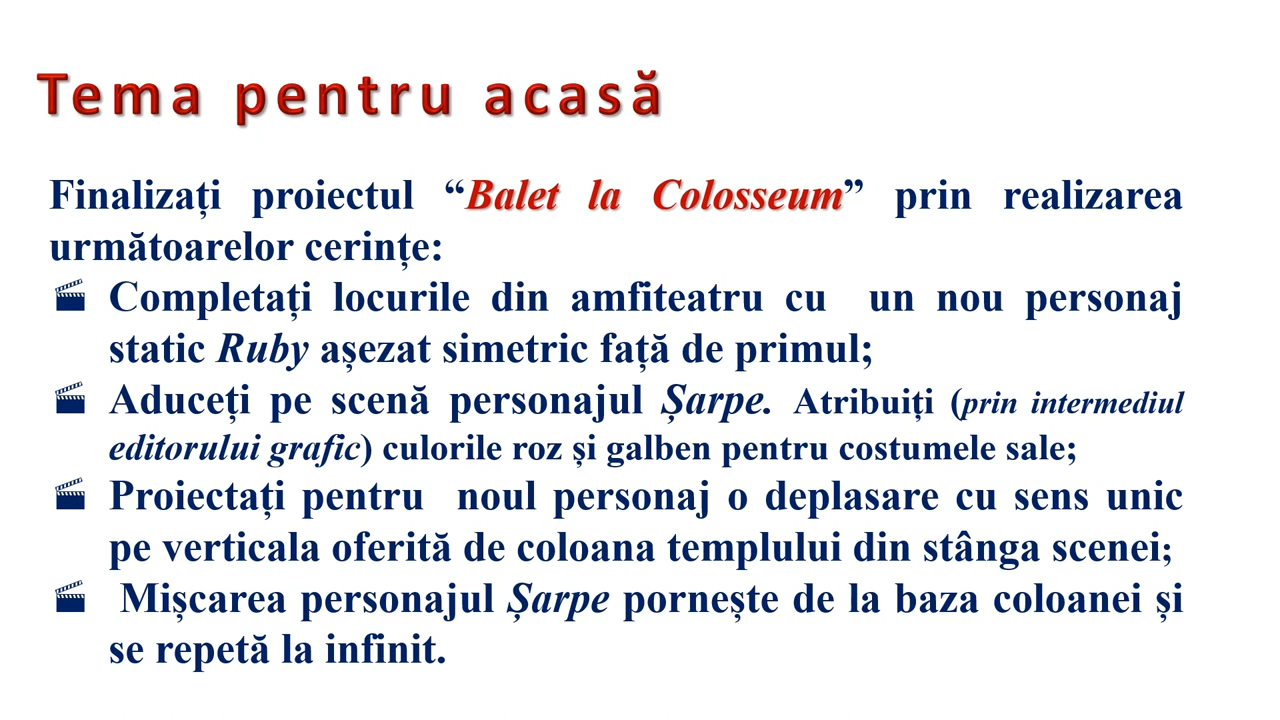 Tema pentru acasă
Finalizați proiectul “Balet la Colosseum” prin realizarea
următoarelor cerințe:
Completați locurile din amfiteatru cu un nou personaj
static Ruby așezat simetric față de primul;
Aduceți pe scenă personajul Șarpe. Atribuiți (prin intermediul
editorului grafic) culorile roz și galben pentru costumele sale;
Proiectați pentru noul personaj o deplasare cu sens unic
pe verticala oferită de coloana templului din stânga scenei;
Mișcarea personajul Șarpe pornește de la baza coloanei și
se repetă la infinit.